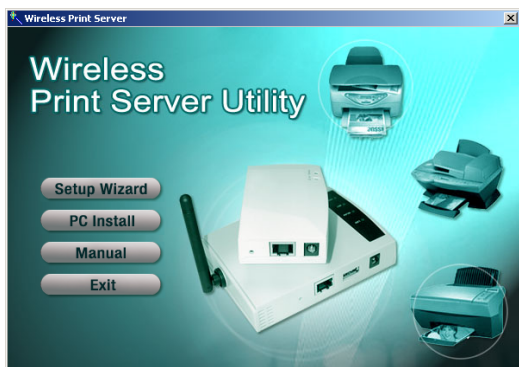 Wireless Print Server
Wireless
Print Server Utility
Setup Wizard
PC Install
Manual
Exit